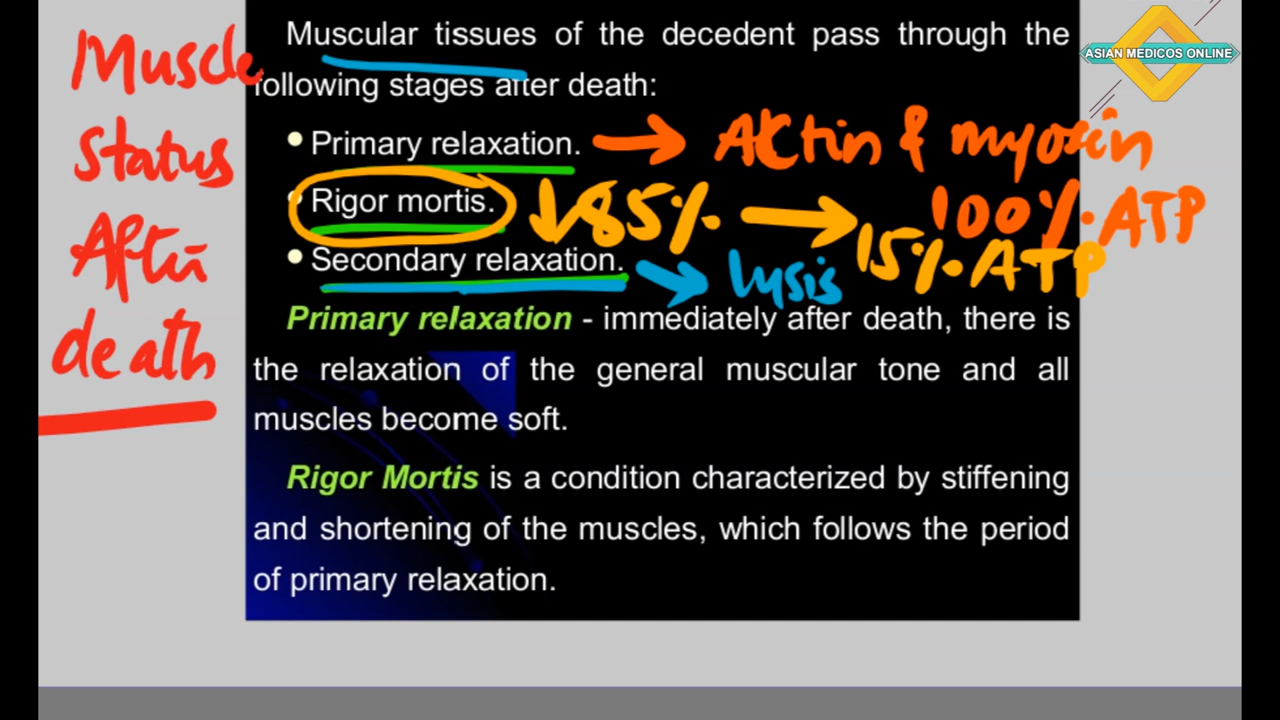 Muscle
Status
After
death
Muscular tissues of the decedent pass through the
following stages after death:
• Primary relaxation. → Actin & myosin
100% ATP
• Rigor mortis. ↓85% → 15% ATP
• Secondary relaxation. → Lysis
Primary relaxation - immediately after death, there is
the relaxation of the general muscular tone and all
muscles become soft.
Rigor Mortis is a condition characterized by stiffening
and shortening of the muscles, which follows the period
of primary relaxation.
ASIAN MEDICOS ONLINE